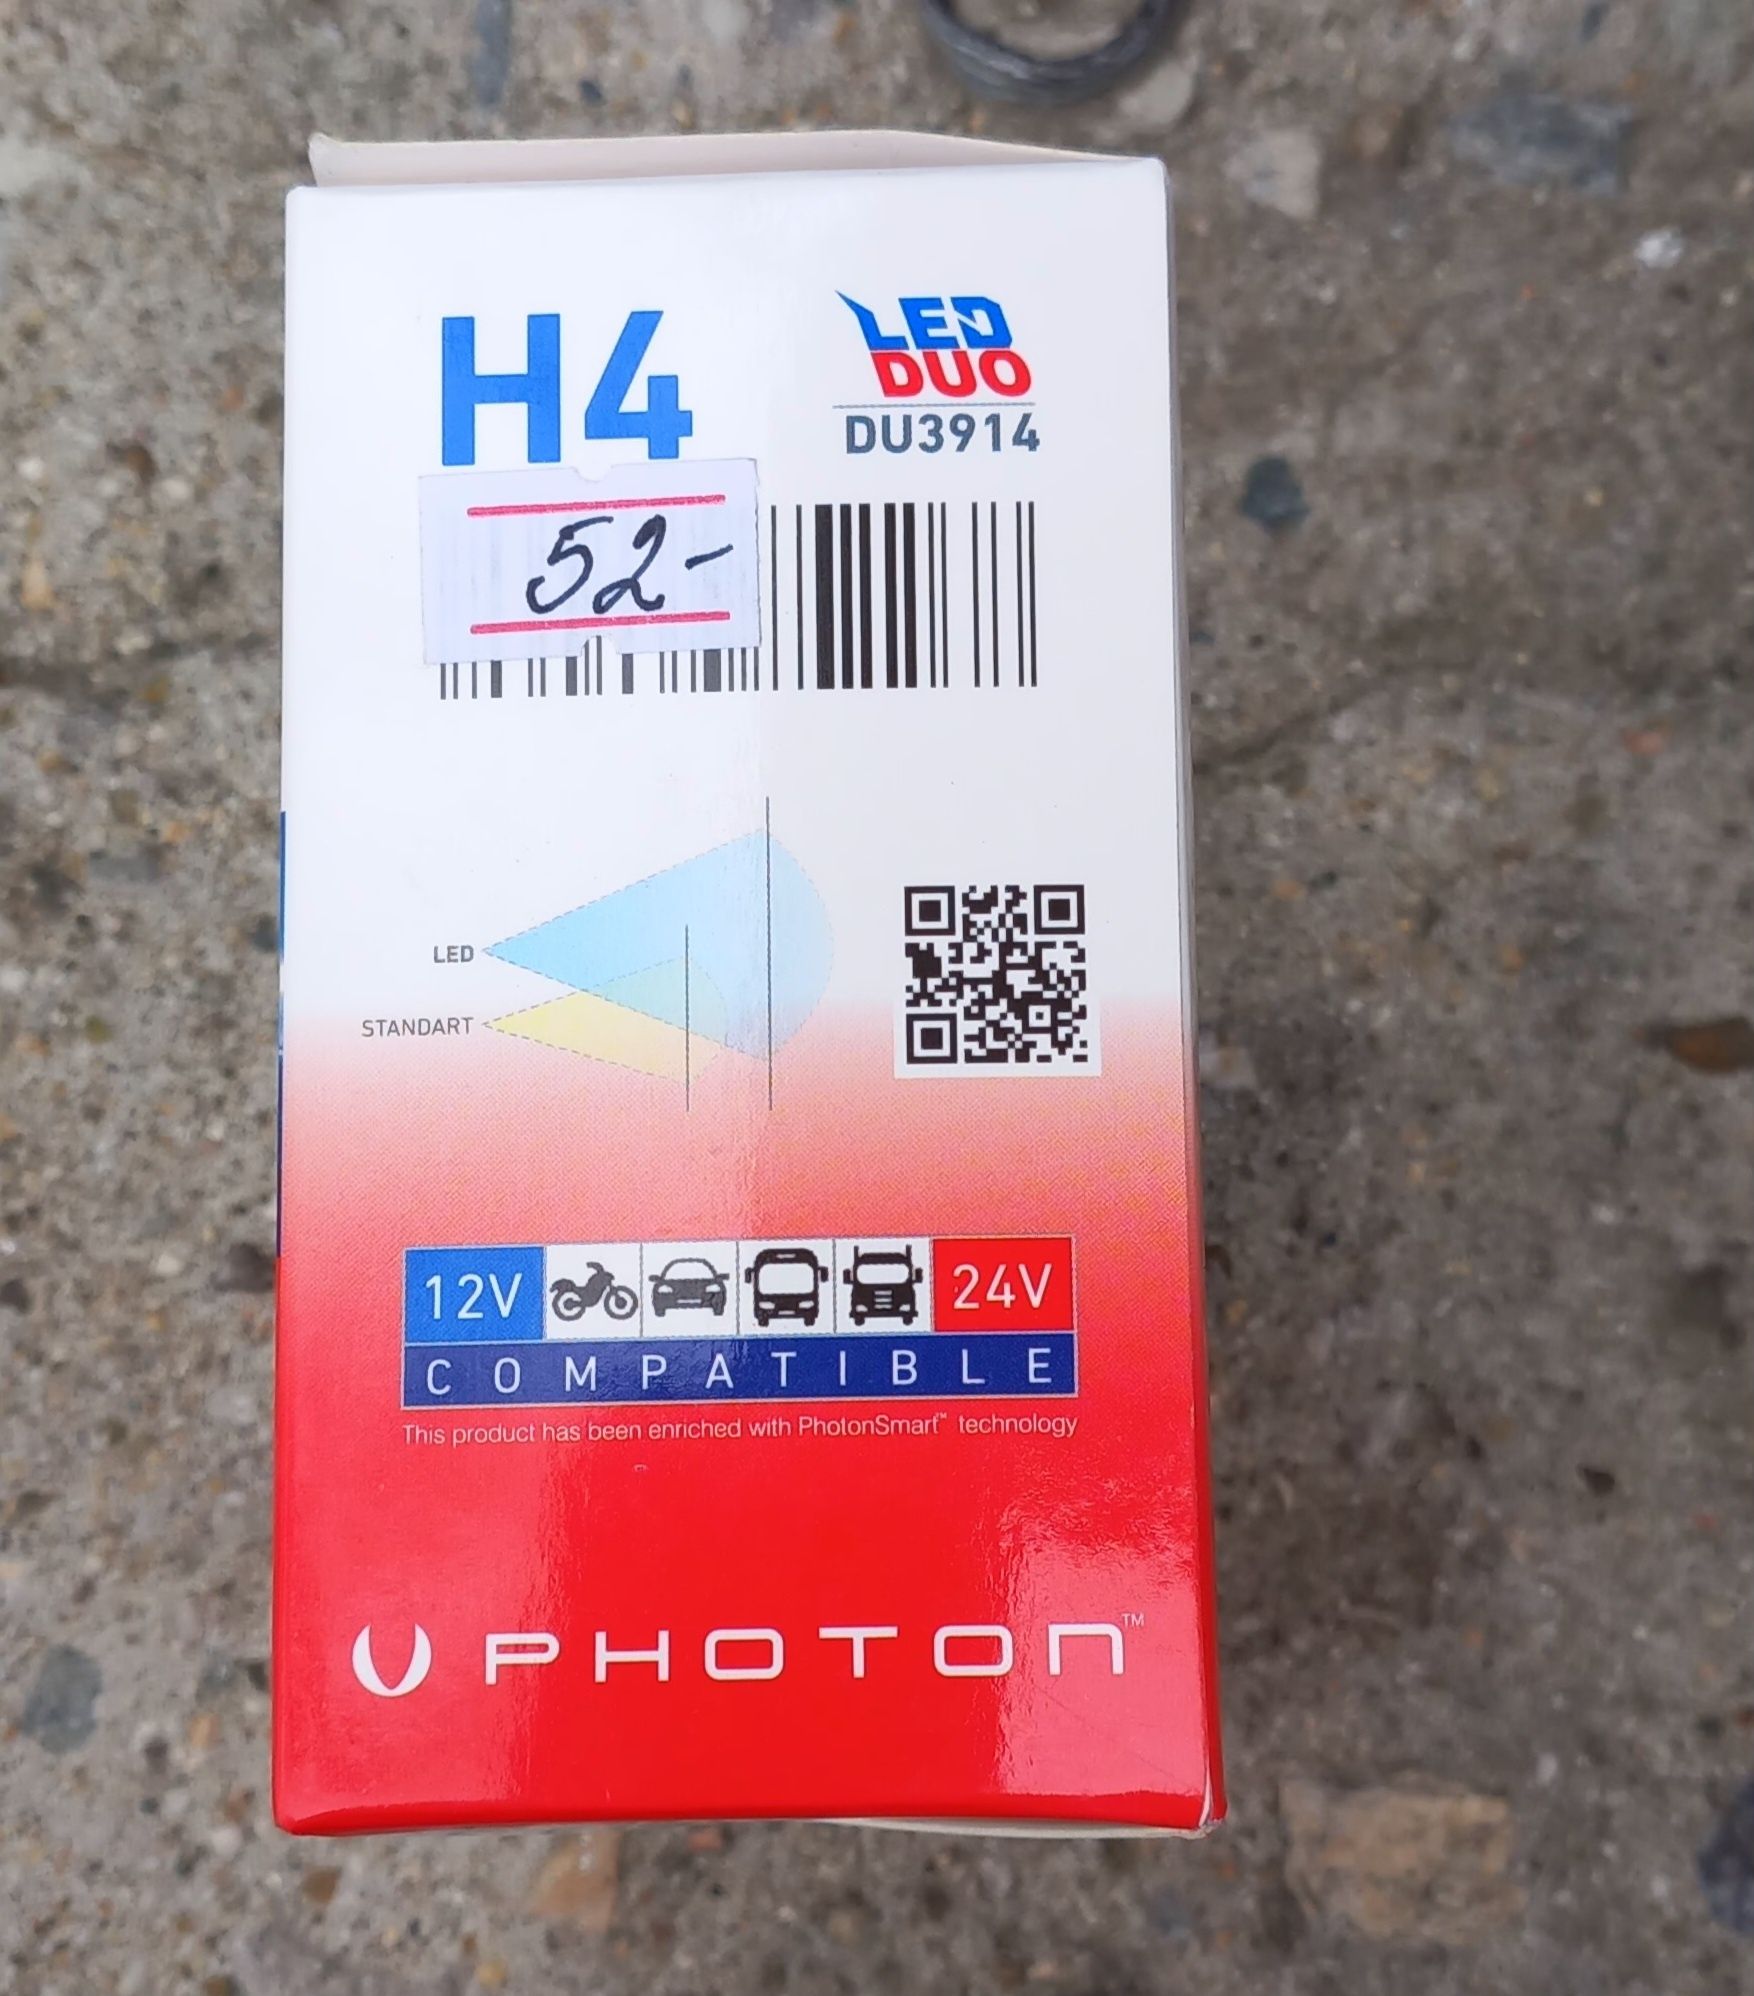 H4
LED
DUO
DU3914
52-
LED
STANDART
12V
24V
COMPATIBLE
This product has been enriched with PhotonSmart™ technology
PHOTON™